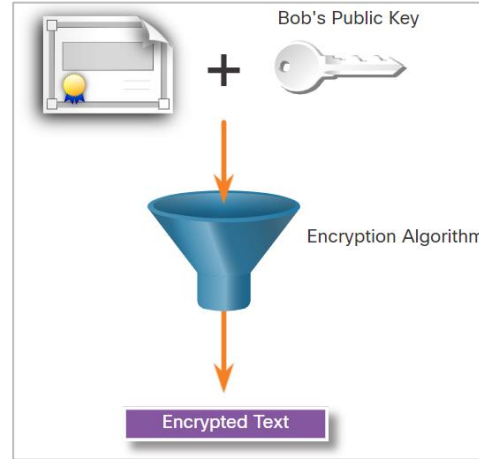 Bob's Public Key
+
Encryption Algorithm
Encrypted Text